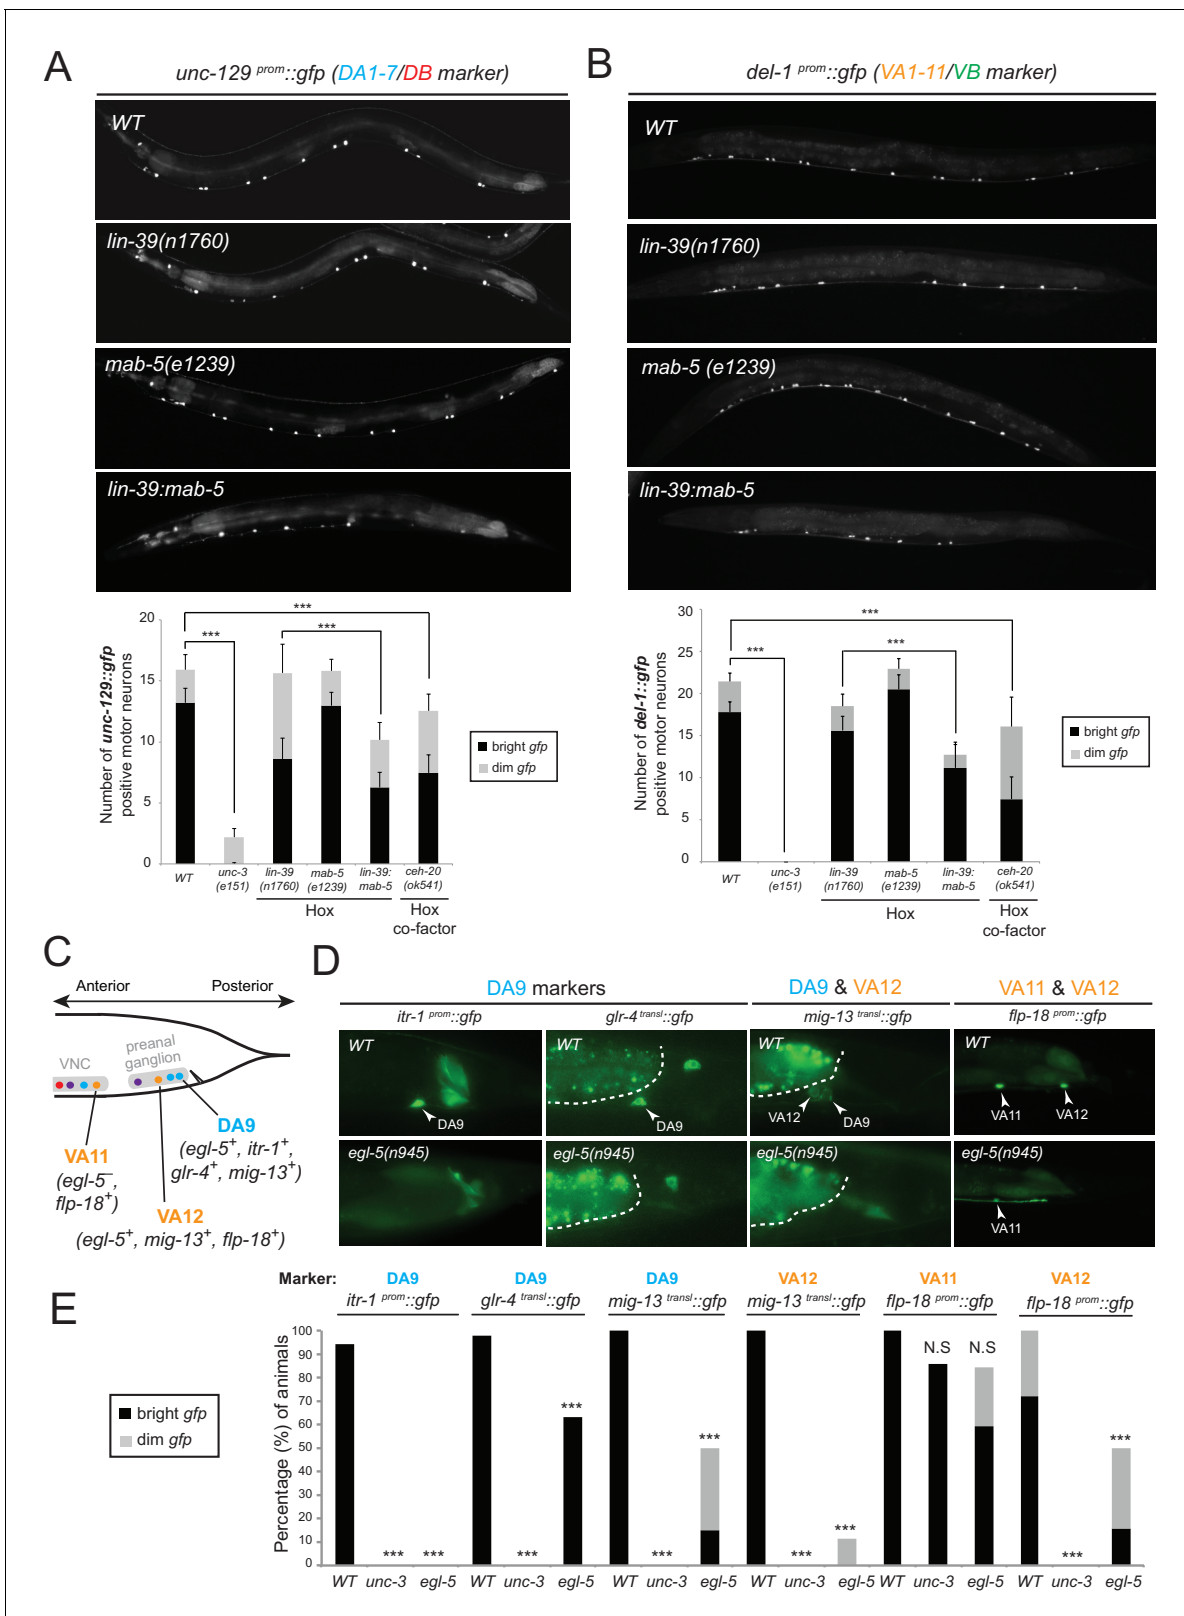 A
unc-129 prom::gfp (DA1-7/DB marker)
WT
lin-39(n1760)
mab-5(e1239)
lin-39:mab-5
Number of unc-129::gfp
positive motor neurons
20
15
10
5
0
***
***
***
bright gfp
dim gfp
WT
unc-3
(e151)
lin-39
(n1760)
mab-5
(e1239)
lin-39:
mab-5
ceh-20
(ok541)
Hox
Hox
co-factor
B
del-1 prom::gfp (VA1-11/VB marker)
WT
lin-39(n1760)
mab-5 (e1239)
lin-39:mab-5
Number of del-1::gfp
positive motor neurons
30
25
20
15
10
5
0
***
***
***
bright gfp
dim gfp
WT
unc-3
(e151)
lin-39
(n1760)
mab-5
(e1239)
lin-39:
mab-5
ceh-20
(ok541)
Hox
Hox
co-factor
C
Anterior
Posterior
VNC
preanal
ganglion
DA9
(egl-5+, itr-1+,
glr-4+, mig-13+)
VA11
(egl-5–,
flp-18+)
VA12
(egl-5+, mig-13+, flp-18+)
D
DA9 markers
DA9 & VA12
VA11 & VA12
itr-1 prom::gfp
glr-4 transl::gfp
mig-13 transl::gfp
flp-18 prom::gfp
WT
DA9
WT
DA9
WT
VA12
DA9
WT
VA11
VA12
egl-5(n945)
egl-5(n945)
egl-5(n945)
egl-5(n945)
VA11
E
Marker:
DA9
DA9
DA9
VA12
VA11
VA12
itr-1 prom::gfp
glr-4 transl::gfp
mig-13 transl::gfp
mig-13 transl::gfp
flp-18 prom::gfp
flp-18 prom::gfp
bright gfp
dim gfp
Percentage (%) of animals
100
90
80
70
60
50
40
30
20
10
0
*** *** *** *** *** *** *** *** N.S N.S *** ***
WT unc-3 egl-5 WT unc-3 egl-5 WT unc-3 egl-5 WT unc-3 egl-5 WT unc-3 egl-5 WT unc-3 egl-5